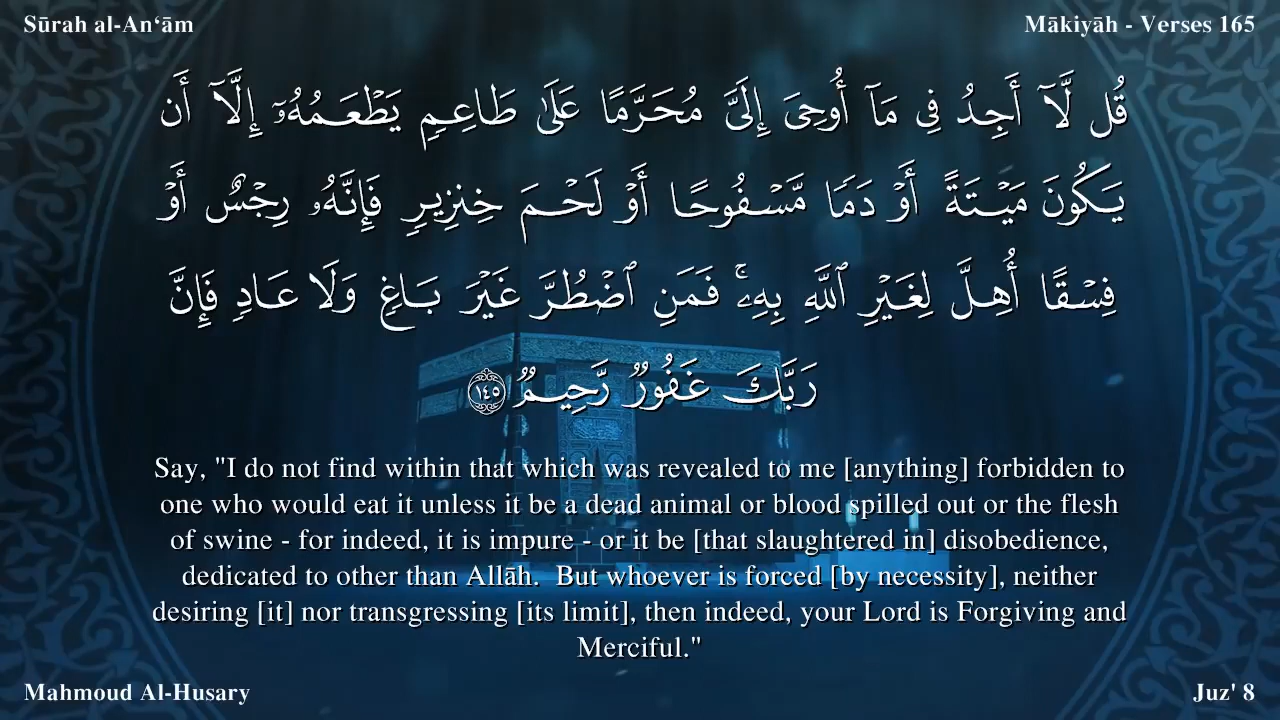 Sūrah al-An‘ām
Mākiyāh - Verses 165
قُل لَّآ أَجِدُ فِى مَآ أُوحِىَ إِلَىَّ مُحَرَّمًا عَلَىٰ طَاعِمٍ يَطْعَمُهُۥٓ إِلَّآ أَن
يَكُونَ مَيْتَةً أَوْ دَمًا مَّسْفُوحًا أَوْ لَحْمَ خِنزِيرٍ فَإِنَّهُۥ رِجْسٌ أَوْ
فِسْقًا أُهِلَّ لِغَيْرِ ٱللَّهِ بِهِۦ ۚ فَمَنِ ٱضْطُرَّ غَيْرَ بَاغٍ وَلَا عَادٍ فَإِنَّ
رَبَّكَ غَفُورٌ رَّحِيمٌ ١٤٥
Say, "I do not find within that which was revealed to me [anything] forbidden to
one who would eat it unless it be a dead animal or blood spilled out or the flesh
of swine - for indeed, it is impure - or it be [that slaughtered in] disobedience,
dedicated to other than Allāh.  But whoever is forced [by necessity], neither
desiring [it] nor transgressing [its limit], then indeed, your Lord is Forgiving and
Merciful."
Mahmoud Al-Husary
Juz' 8